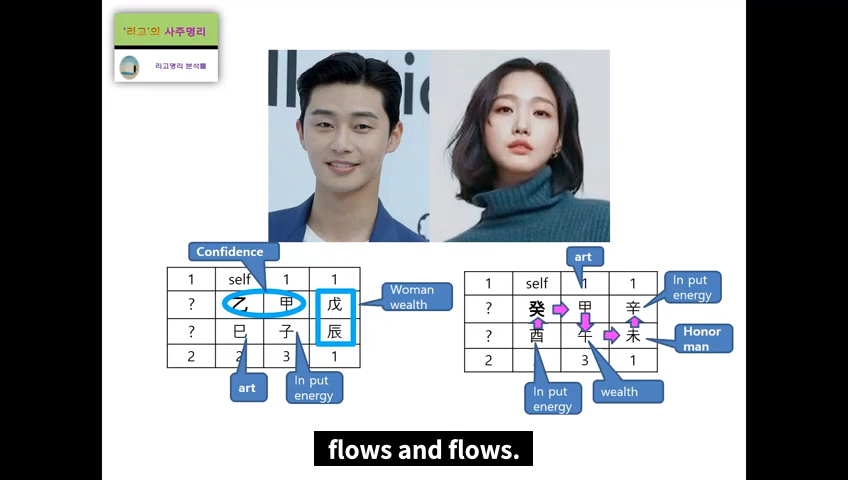 '리고'의 사주명리
리고명리 분석틀
Confidence
1 self 1 1
? 乙 甲 戊
? 巳 子 辰
2 2 3 1
Woman
wealth
art
In put
energy
art
1 self 1 1
? 癸 甲 辛
? 酉 午 未
2 3 1
In put
energy
Honor
man
In put
energy
wealth
flows and flows.